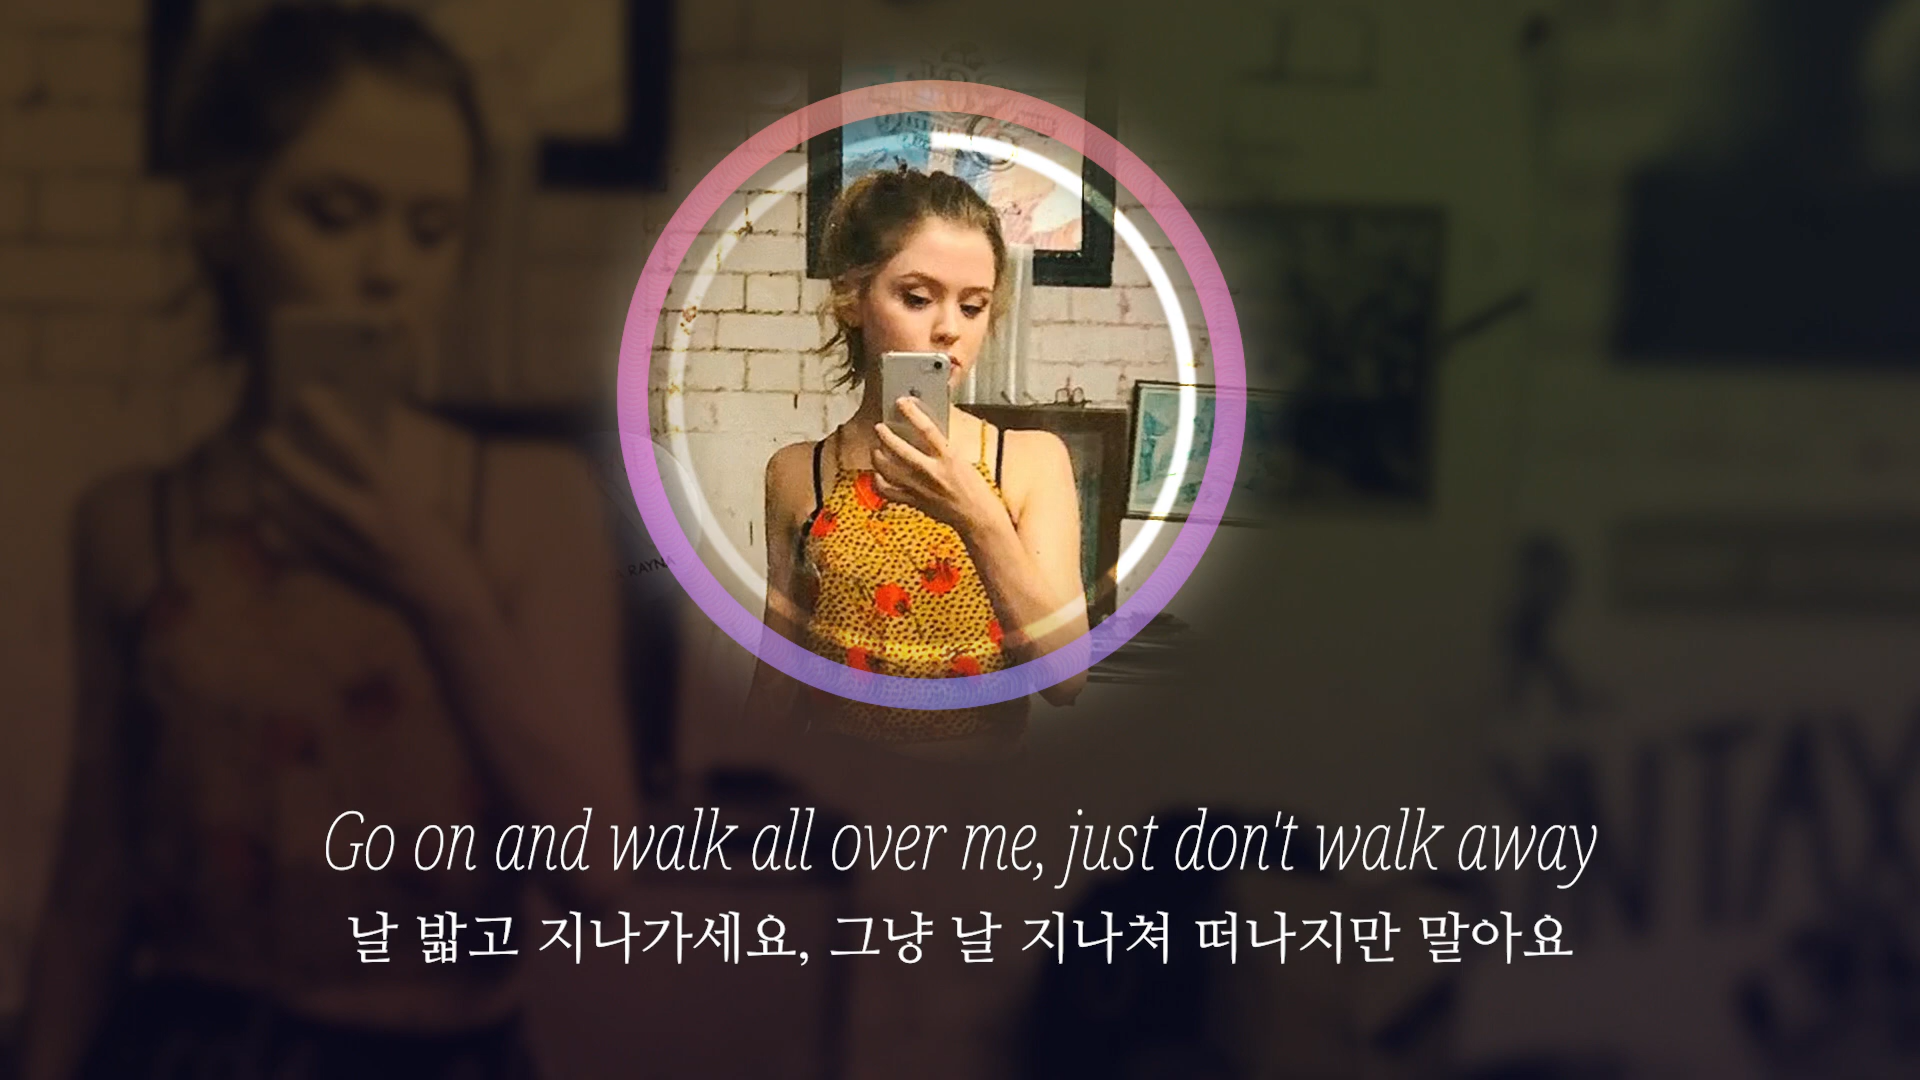 RAYNA
Go on and walk all over me, just don't walk away
날 밟고 지나가세요, 그냥 날 지나쳐 떠나지만 말아요